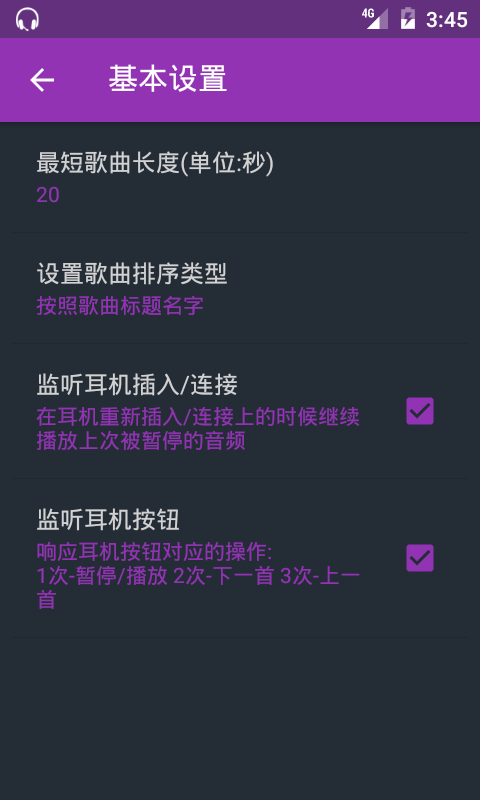 4G 3:45
基本设置
最短歌曲长度(单位:秒)
20
设置歌曲排序类型
按照歌曲标题名字
监听耳机插入/连接
在耳机重新插入/连接上的时候继续
播放上次被暂停的音频
监听耳机按钮
响应耳机按钮对应的操作:
1次-暂停/播放 2次-下一首 3次-上一
首